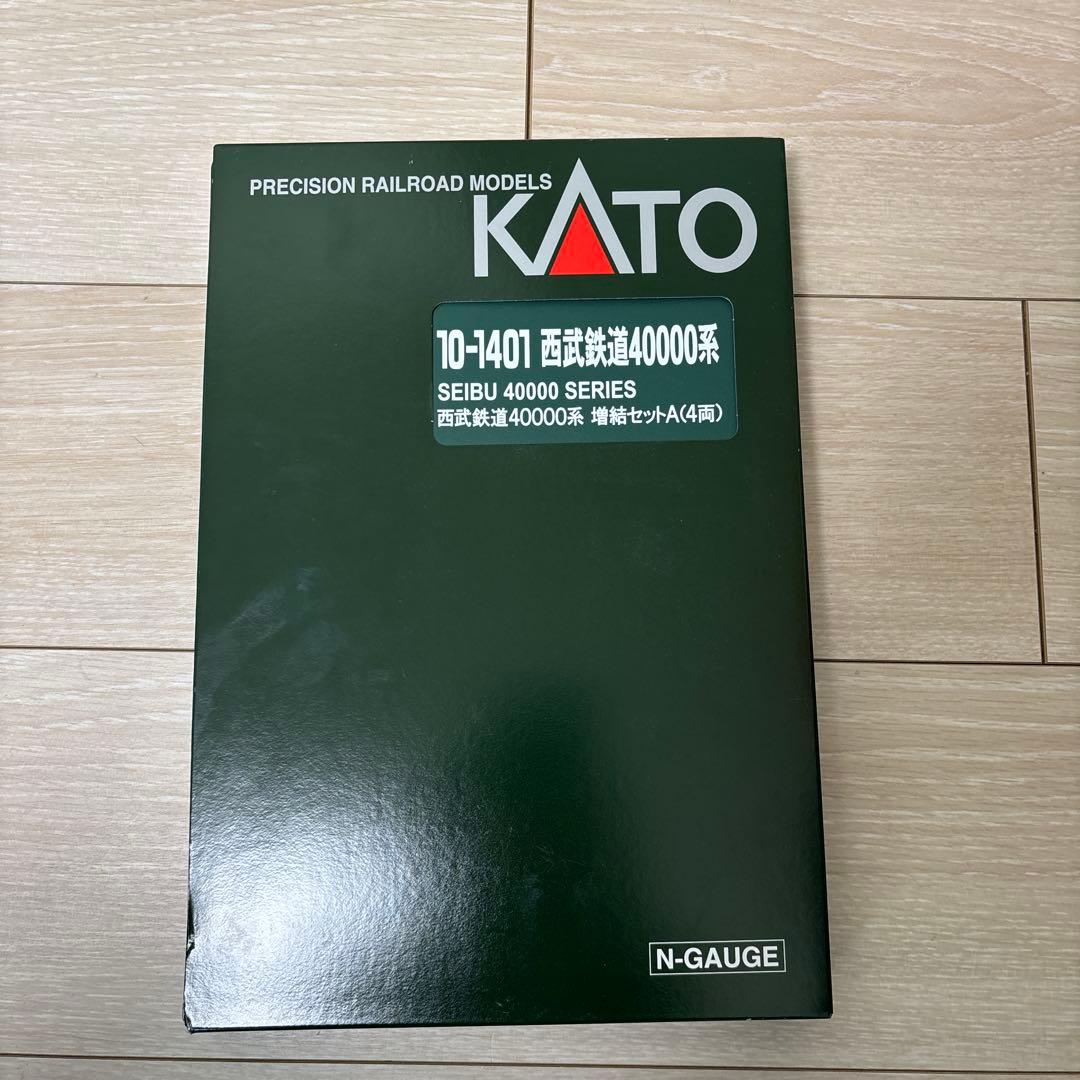 PRECISION RAILROAD MODELS
KATO
10-1401 西武鉄道40000系
SEIBU 40000 SERIES
西武鉄道40000系 増結セットA(4両)
N-GAUGE